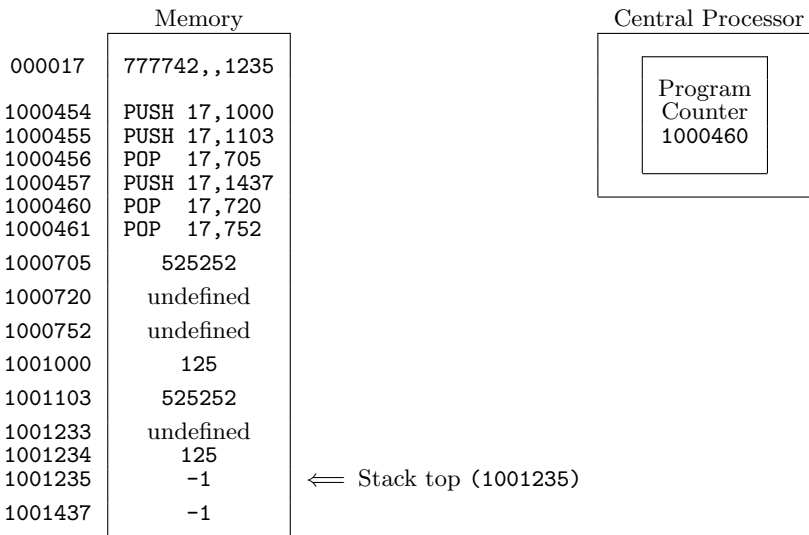 Memory
Central Processor
000017 777742,,1235
Program
Counter
1000460
1000454 PUSH 17,1000
1000455 PUSH 17,1103
1000456 POP 17,705
1000457 PUSH 17,1437
1000460 POP 17,720
1000461 POP 17,752
1000705 525252
1000720 undefined
1000752 undefined
1001000 125
1001103 525252
1001233 undefined
1001234 125
1001235 -1 ⇐ Stack top (1001235)
1001437 -1